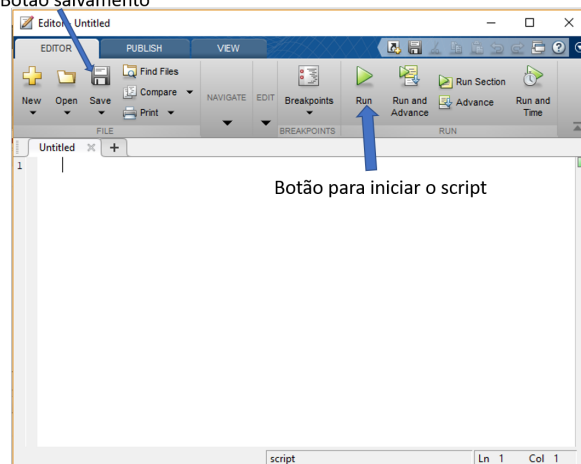 Botão salvamento
Editor - Untitled
EDITOR PUBLISH VIEW
Find Files
Compare
Print
New Open Save
NAVIGATE EDIT Breakpoints Run Run and Advance
Run Section
Advance
Run and Time
FILE BREAKPOINTS RUN
Untitled
1
Botão para iniciar o script
script Ln 1 Col 1